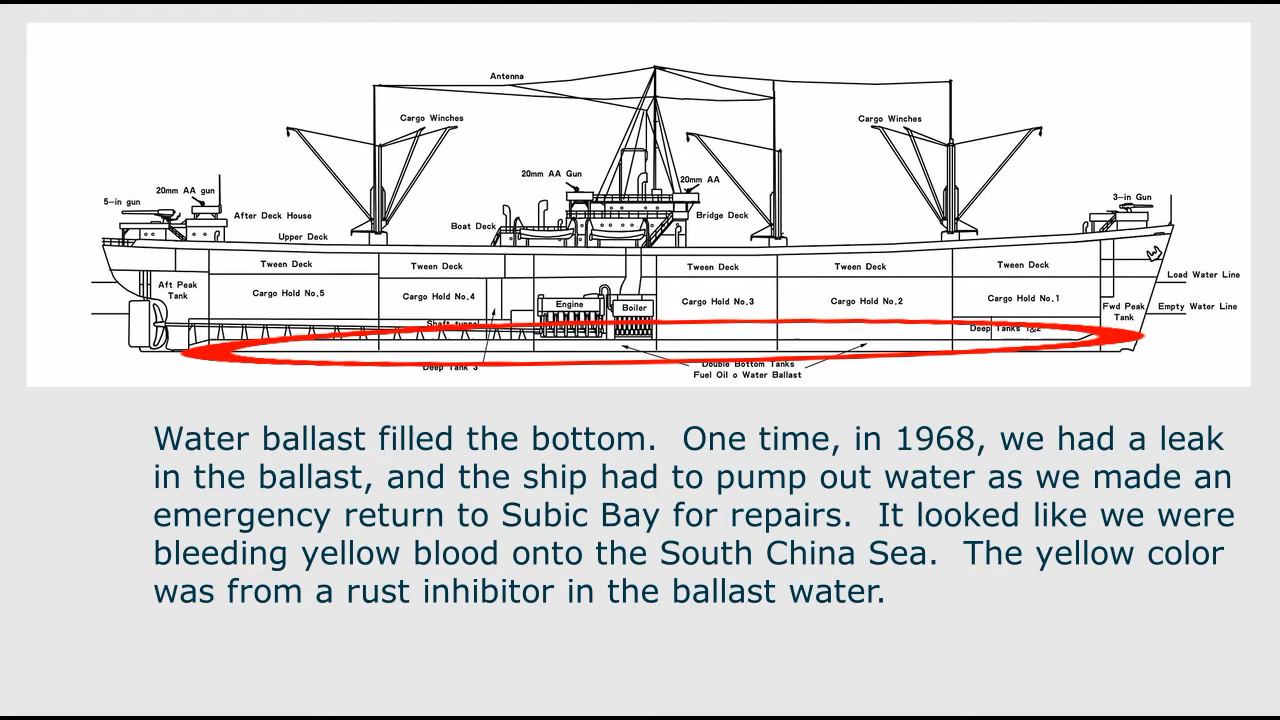 Antenna
Cargo Winches
Cargo Winches
20mm AA Gun
20mm AA
20mm AA gun
5-in gun
3-in Gun
After Deck House
Boat Deck
Bridge Deck
Upper Deck
Tween Deck
Tween Deck
Tween Deck
Tween Deck
Tween Deck
Load Water Line
Aft Peak
Tank
Cargo Hold No.5
Cargo Hold No.4
Engine
Boiler
Cargo Hold No.3
Cargo Hold No.2
Cargo Hold No.1
Fwd Peak
Tank
Empty Water Line
Shaft tunnel
Deep Tanks 1&2
Deep Tank 3
Double Bottom Tanks
Fuel Oil o Water Ballast
Water ballast filled the bottom. One time, in 1968, we had a leak
in the ballast, and the ship had to pump out water as we made an
emergency return to Subic Bay for repairs. It looked like we were
bleeding yellow blood onto the South China Sea. The yellow color
was from a rust inhibitor in the ballast water.